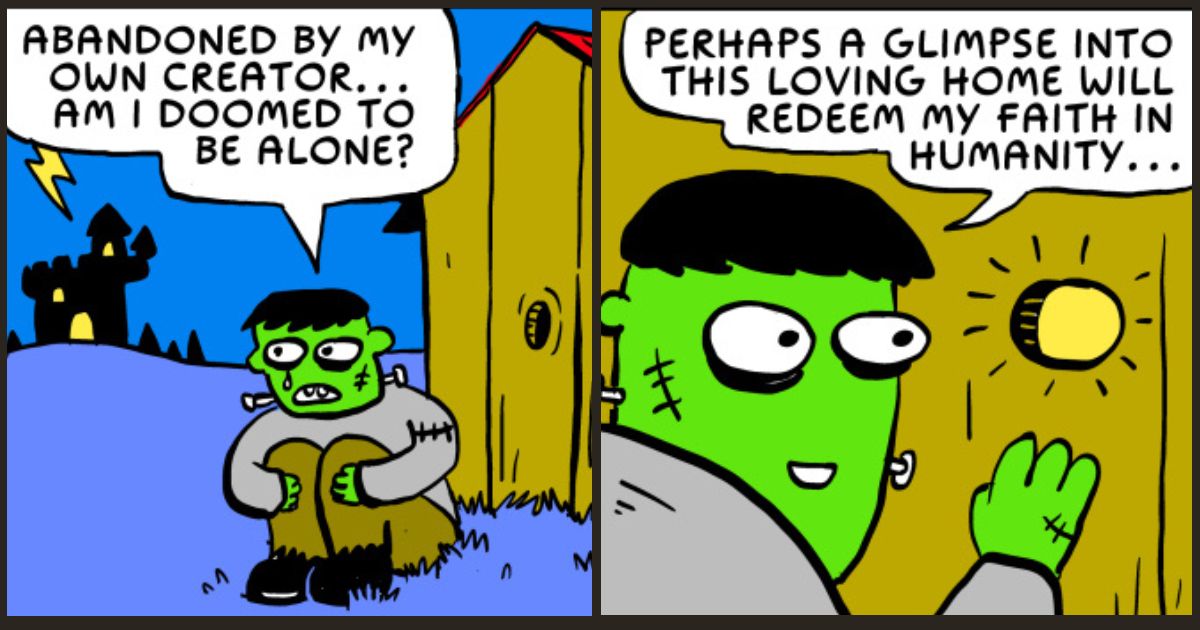 ABANDONED BY MY
OWN CREATOR...
AM I DOOMED TO
BE ALONE?
PERHAPS A GLIMPSE INTO
THIS LOVING HOME WILL
REDEEM MY FAITH IN
HUMANITY...